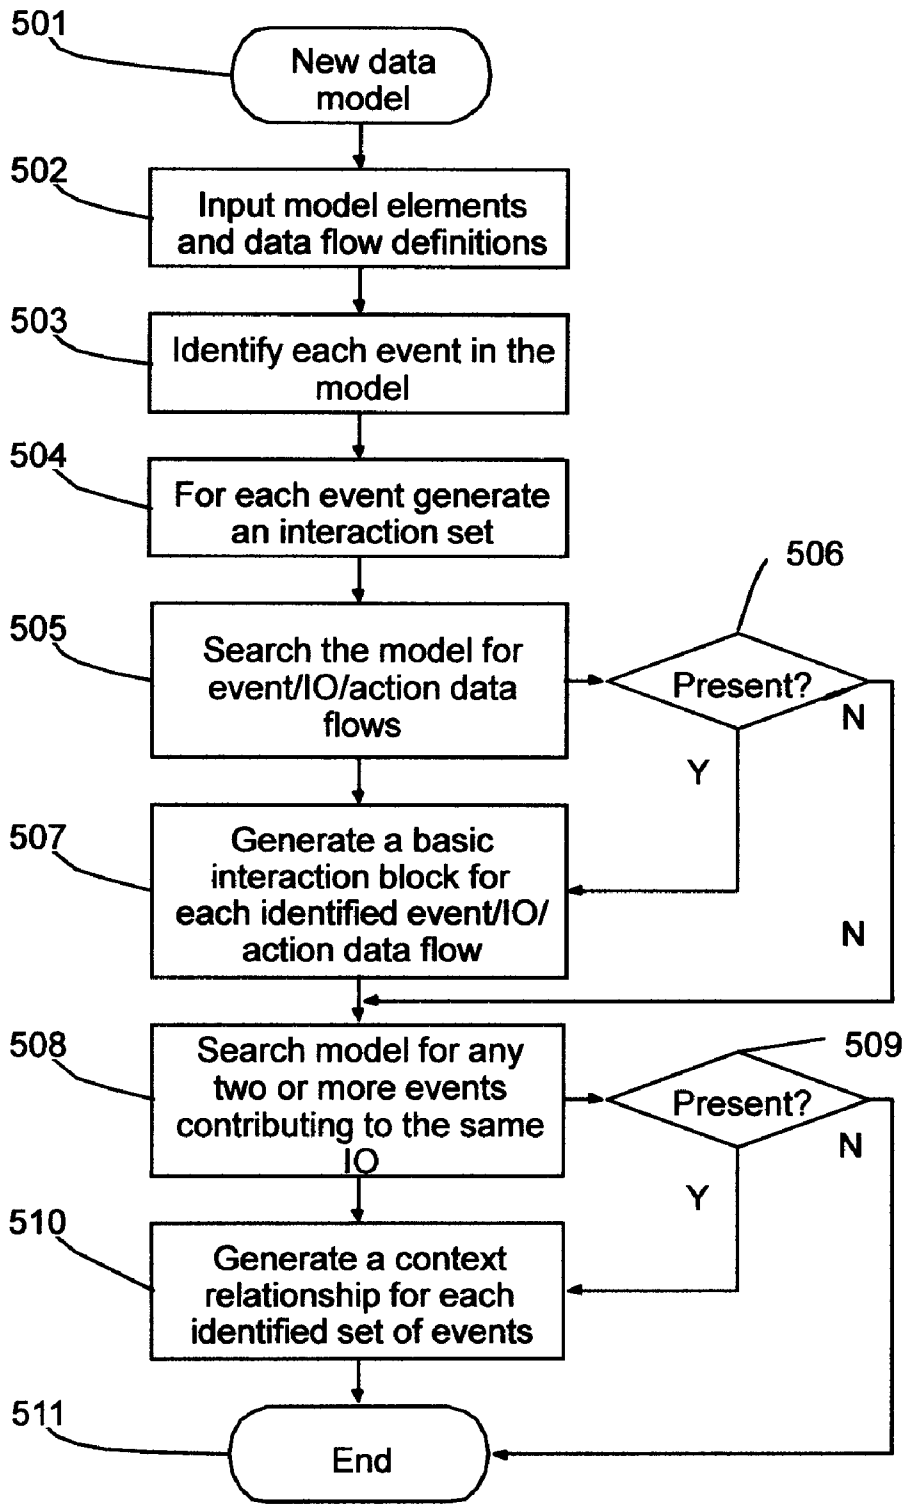 501
New data
model
502
Input model elements
and data flow definitions
503
Identify each event in the
model
504
For each event generate
an interaction set
506
505
Search the model for
event/IO/action data
flows
Present?
N
Y
507
Generate a basic
interaction block for
each identified event/IO/
action data flow
N
508
Search model for any
two or more events
contributing to the same
IO
509
Present?
N
Y
510
Generate a context
relationship for each
identified set of events
511
End